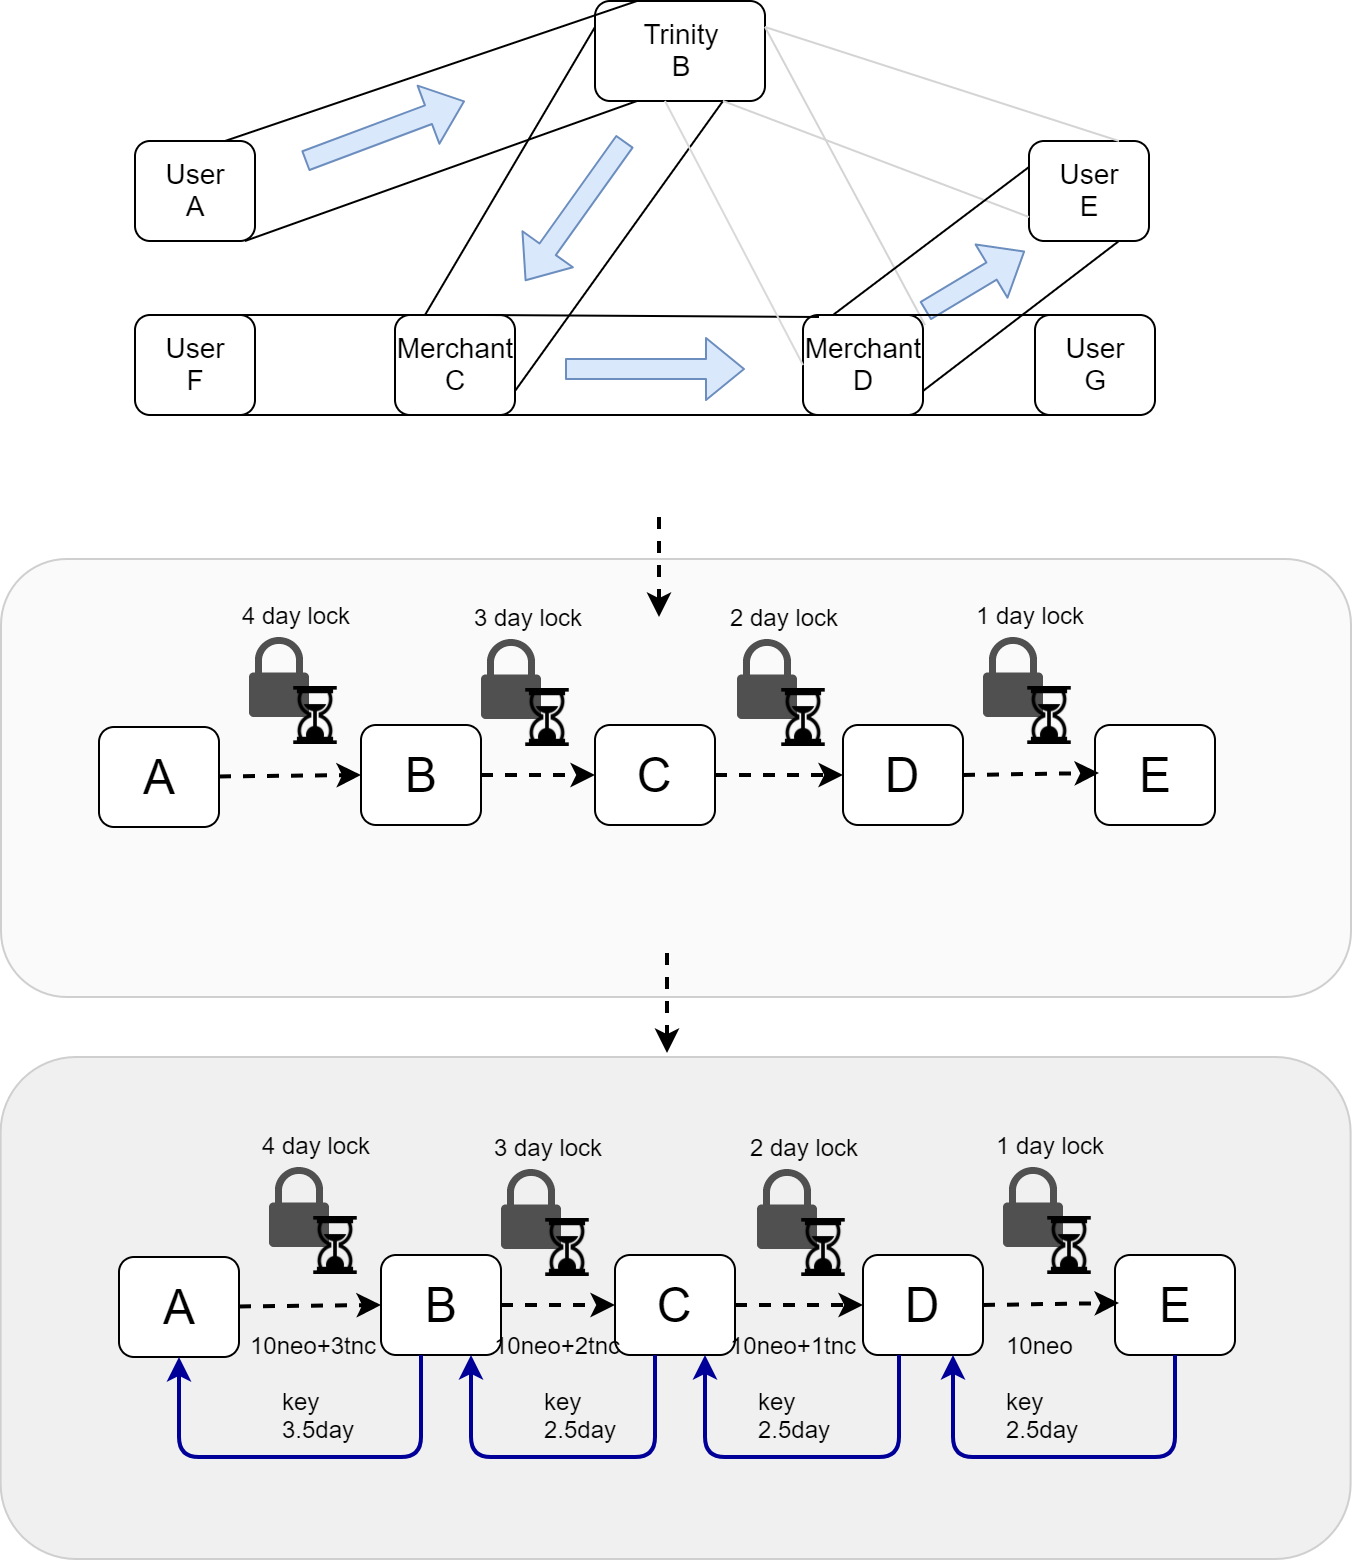 Trinity
B
User
A
User
E
User
F
Merchant
C
Merchant
D
User
G
4 day lock
3 day lock
2 day lock
1 day lock
A
B
C
D
E
4 day lock
3 day lock
2 day lock
1 day lock
A
B
C
D
E
10neo+3tnc
10neo+2tnc
10neo+1tnc
10neo
key
3.5day
key
2.5day
key
2.5day
key
2.5day